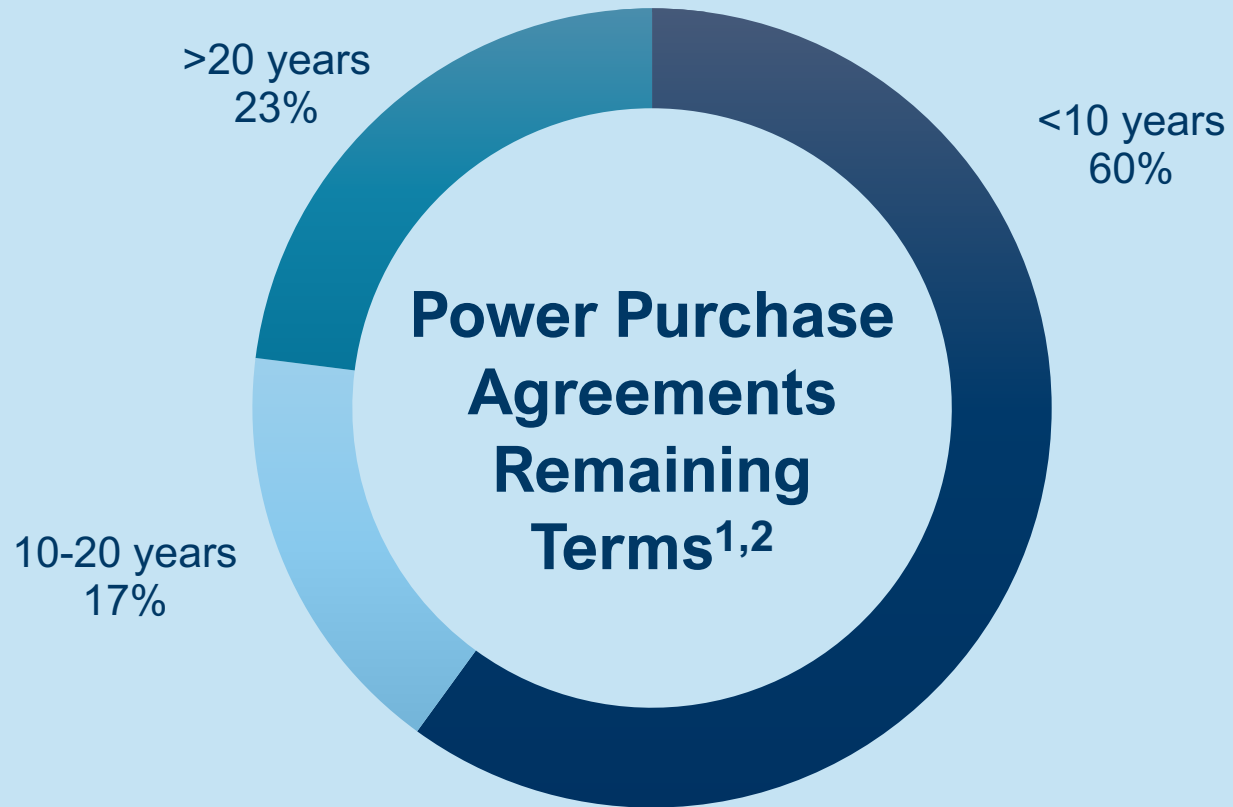 >20 years
23%
<10 years
60%
Power Purchase
Agreements
Remaining
Terms1,2
10-20 years
17%